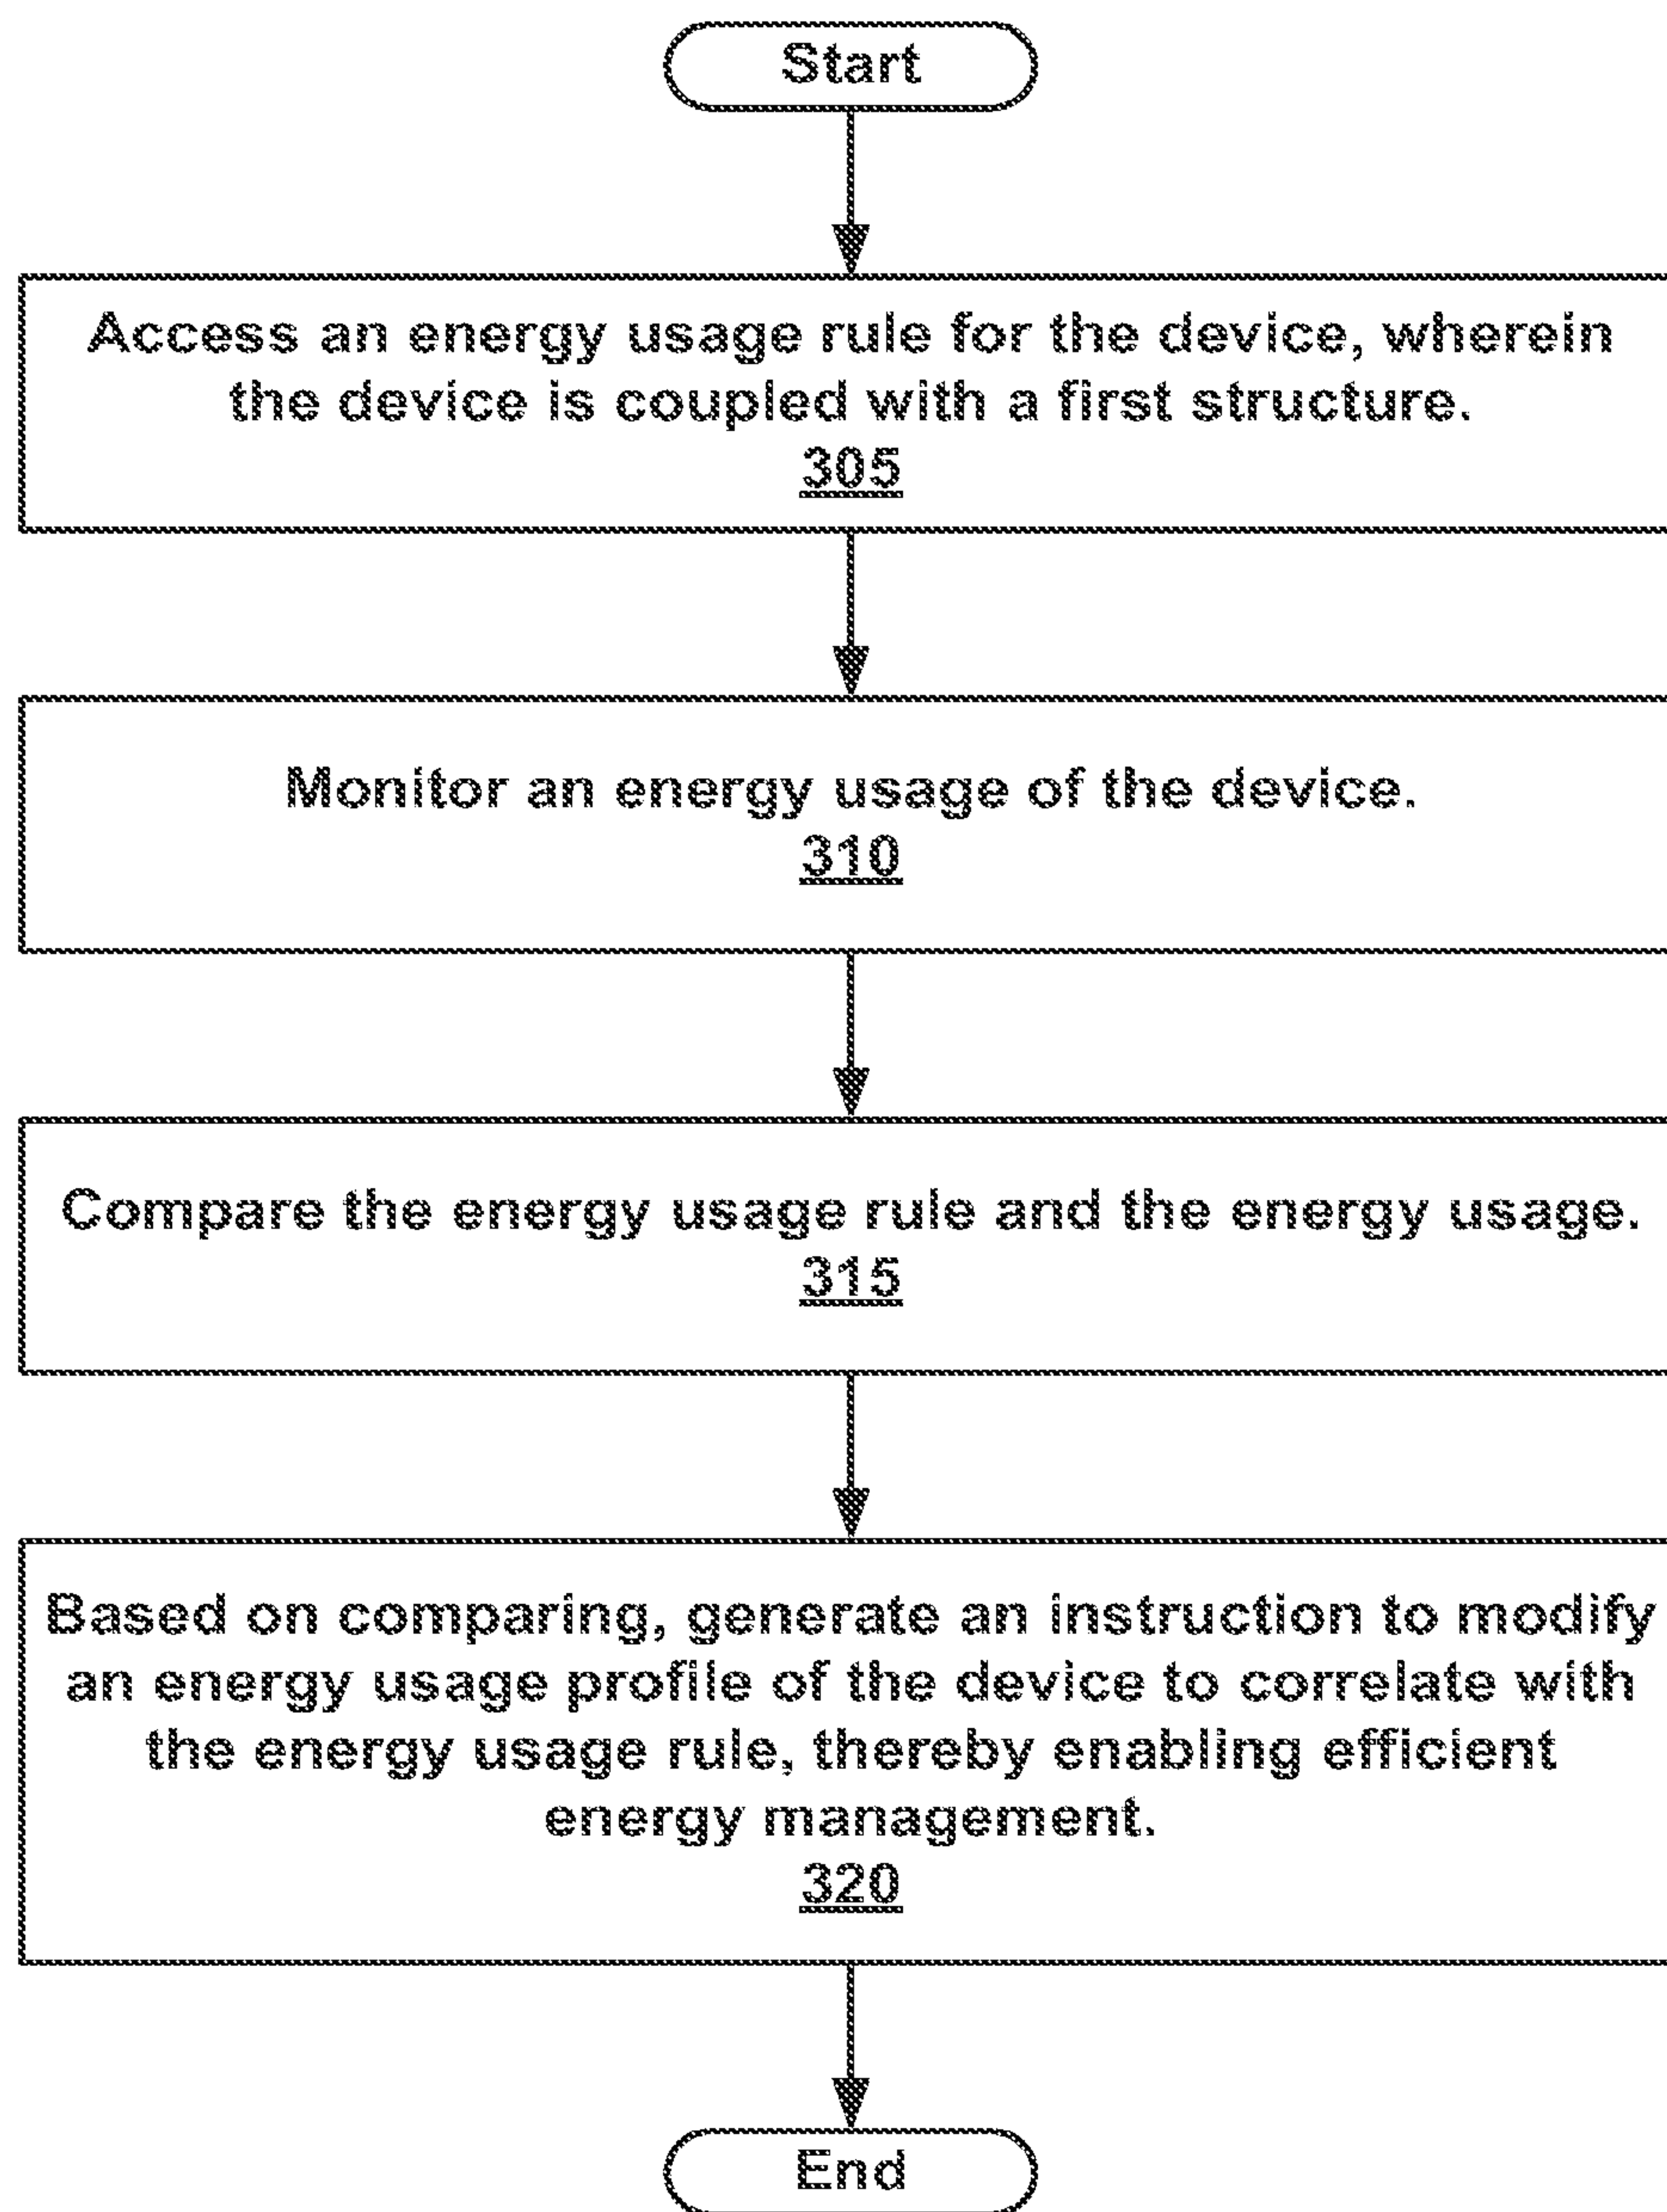 Start
Access an energy usage rule for the device, wherein
the device is coupled with a first structure.
305
Monitor an energy usage of the device.
310
Compare the energy usage rule and the energy usage.
315
Based on comparing, generate an instruction to modify
an energy usage profile of the device to correlate with
the energy usage rule, thereby enabling efficient
energy management.
320
End